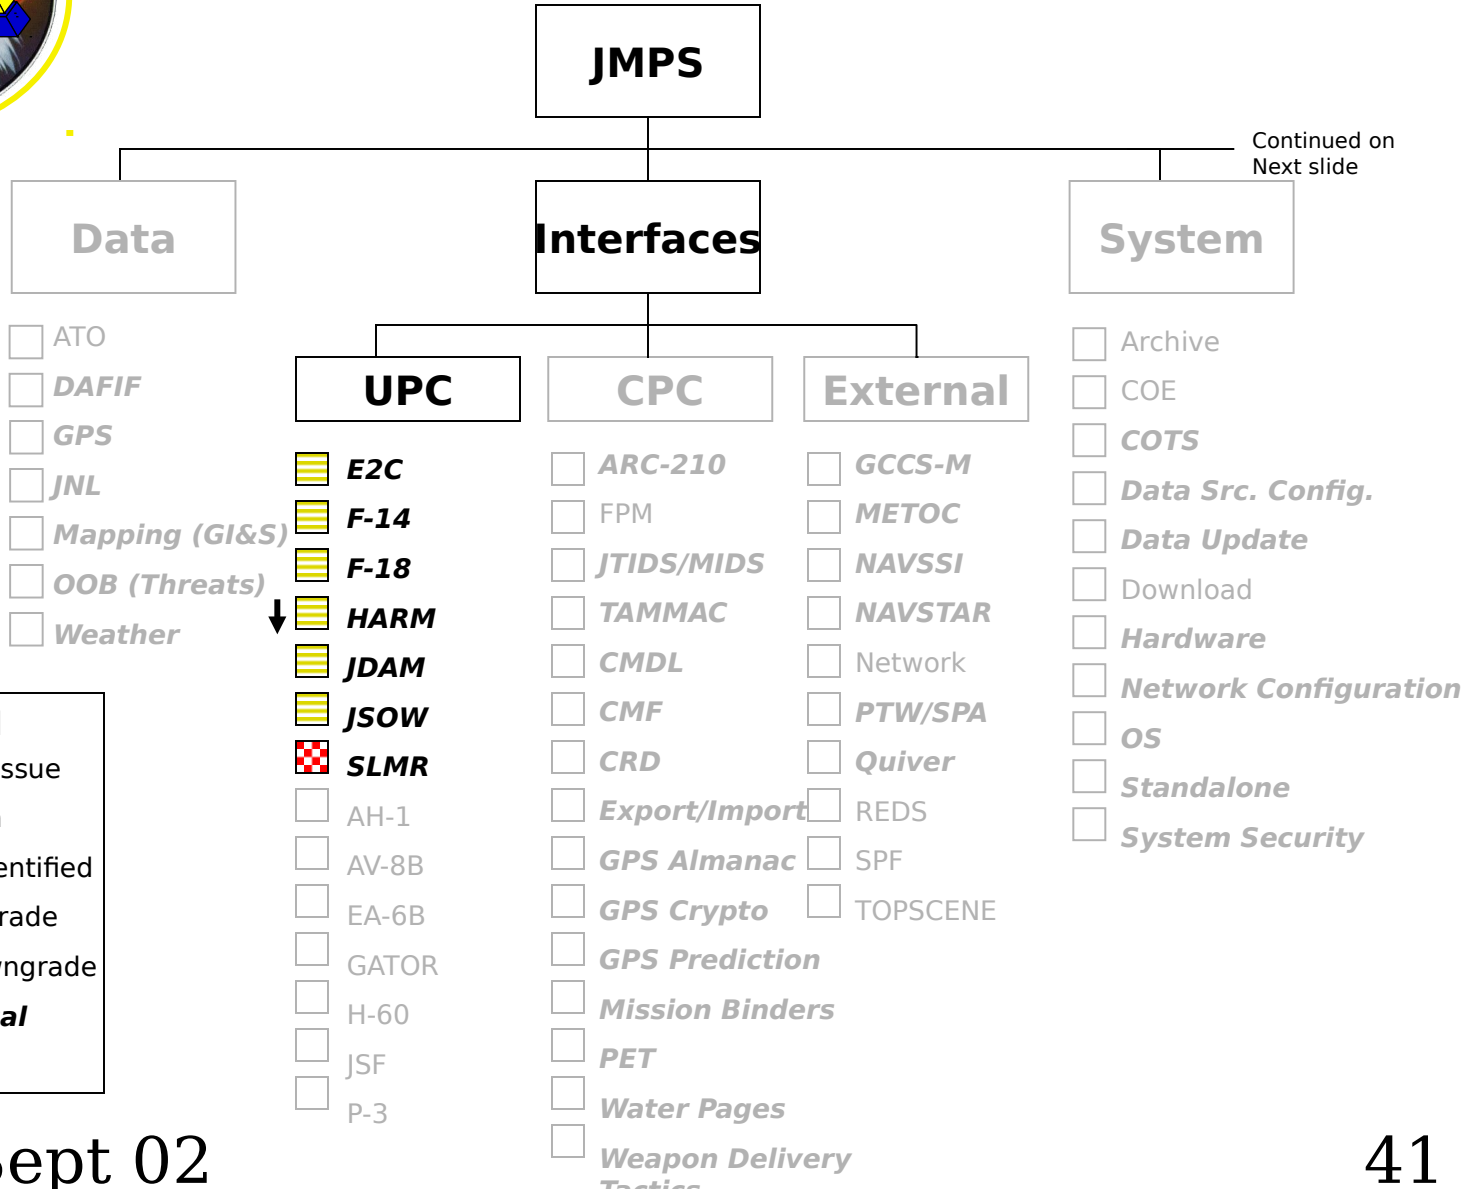 JMPS
Continued on
Next slide
Data
Interfaces
System
ATO
DAFIF
GPS
JNL
Mapping (GI&S)
OOB (Threats)
Weather
UPC
E2C
F-14
F-18
HARM
JDAM
JSOW
SLMR
AH-1
AV-8B
EA-6B
GATOR
H-60
JSF
P-3
CPC
ARC-210
FPM
JTIDS/MIDS
TAMMAC
CMDL
CMF
CRD
Export/Import
GPS Almanac
GPS Crypto
GPS Prediction
Mission Binders
PET
Water Pages
Weapon Delivery
Tactics
External
GCCS-M
METOC
NAVSSI
NAVSTAR
Network
PTW/SPA
Quiver
REDS
SPF
TOPSCENE
Archive
COE
COTS
Data Src. Config.
Data Update
Download
Hardware
Network Configuration
OS
Standalone
System Security
ssue
entified
rade
ngrade
al
ept 02
41